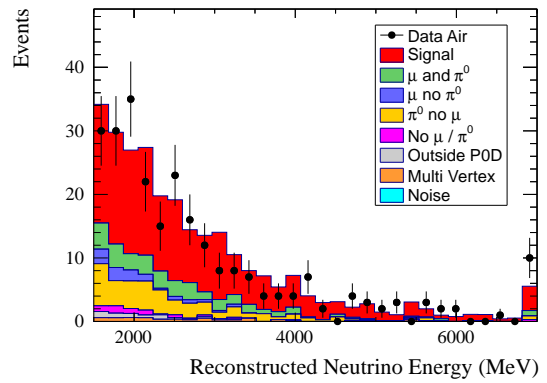 Events
40
30
20
10
0
2000
4000
6000
Reconstructed Neutrino Energy (MeV)
Data Air
Signal
μ and π⁰
μ no π⁰
π⁰ no μ
No μ / π⁰
Outside P0D
Multi Vertex
Noise